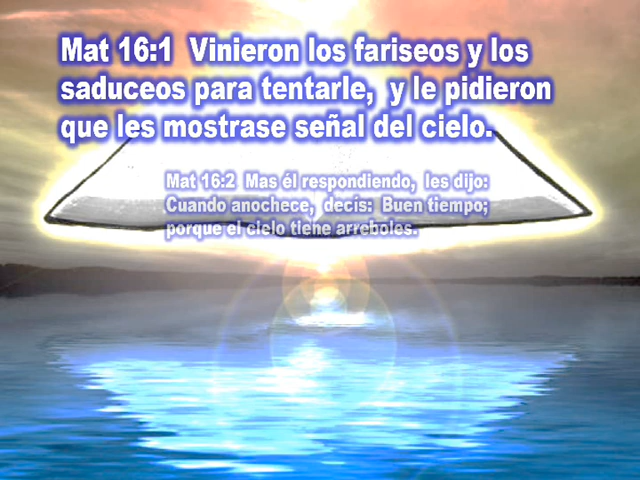 Mat 16:1 Vinieron los fariseos y los
saduceos para tentarle, y le pidieron
que les mostrase señal del cielo.
Mat 16:2 Mas él respondiendo, les dijo:
Cuando anochece, decís: Buen tiempo;
porque el cielo tiene arreboles.